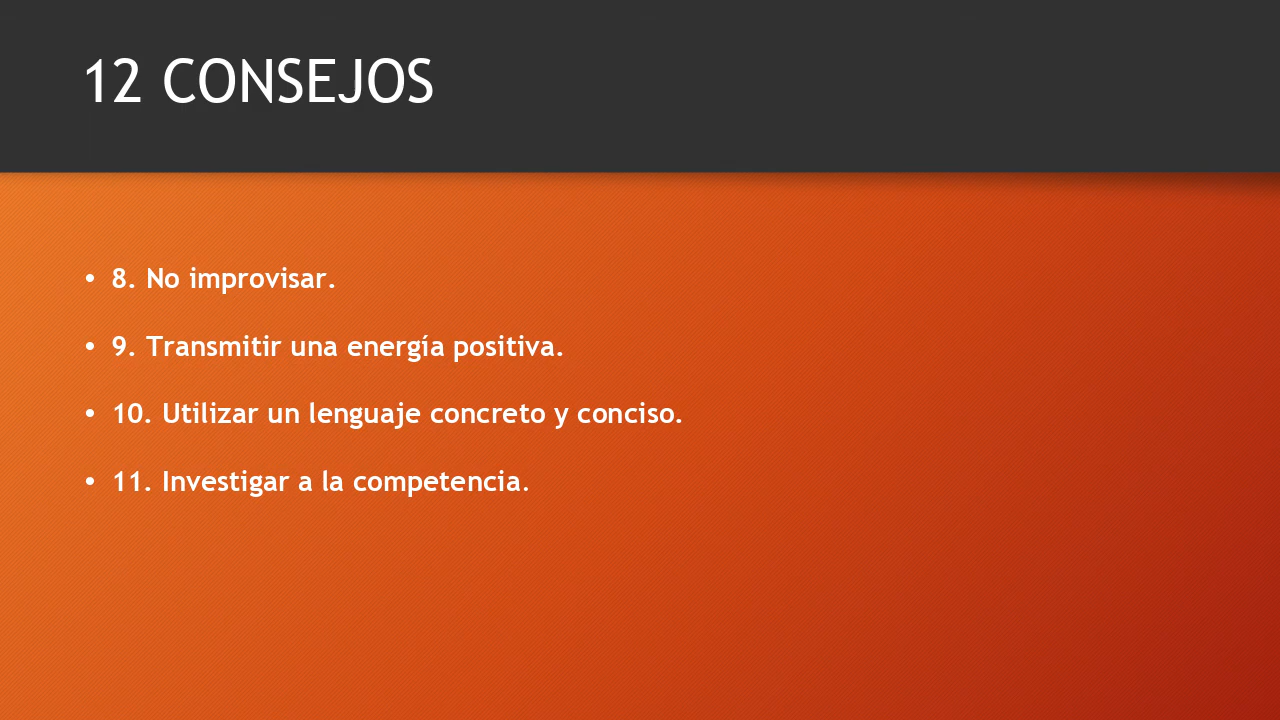 12 CONSEJOS
• 8. No improvisar.
• 9. Transmitir una energía positiva.
• 10. Utilizar un lenguaje concreto y conciso.
• 11. Investigar a la competencia.